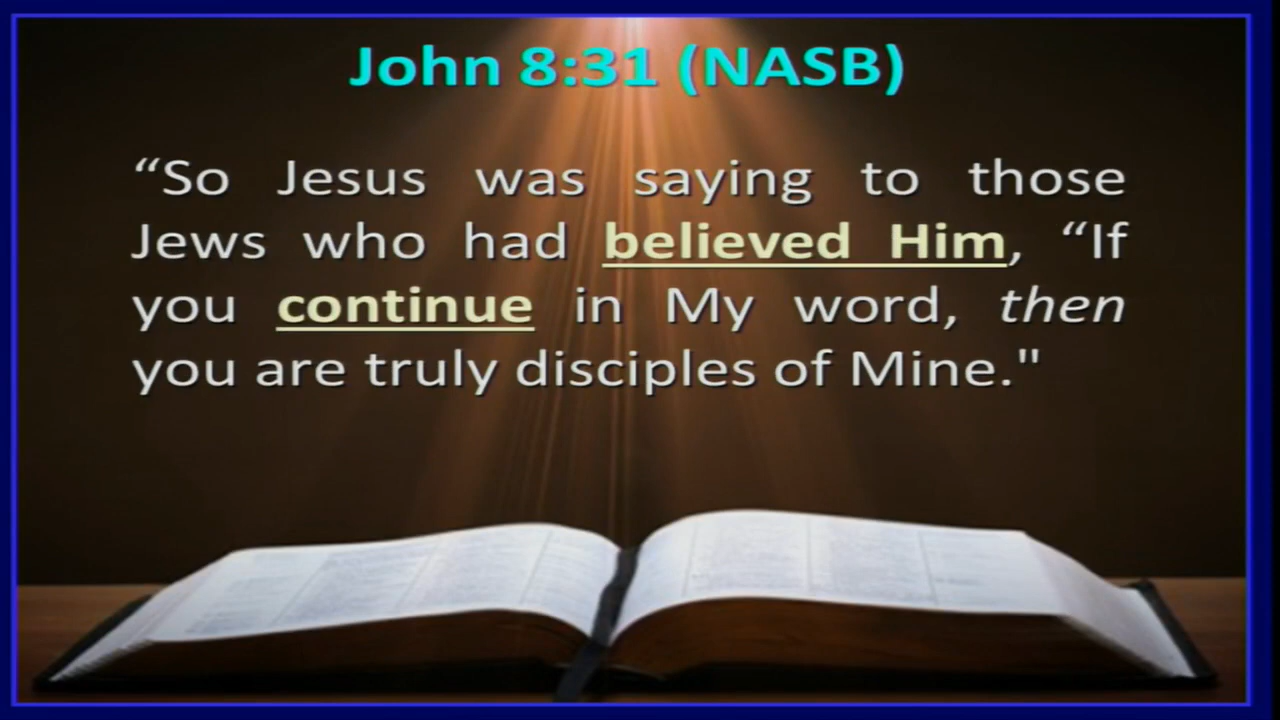 John 8:31 (NASB)
“So Jesus was saying to those
Jews who had believed Him, “If
you continue in My word, then
you are truly disciples of Mine."